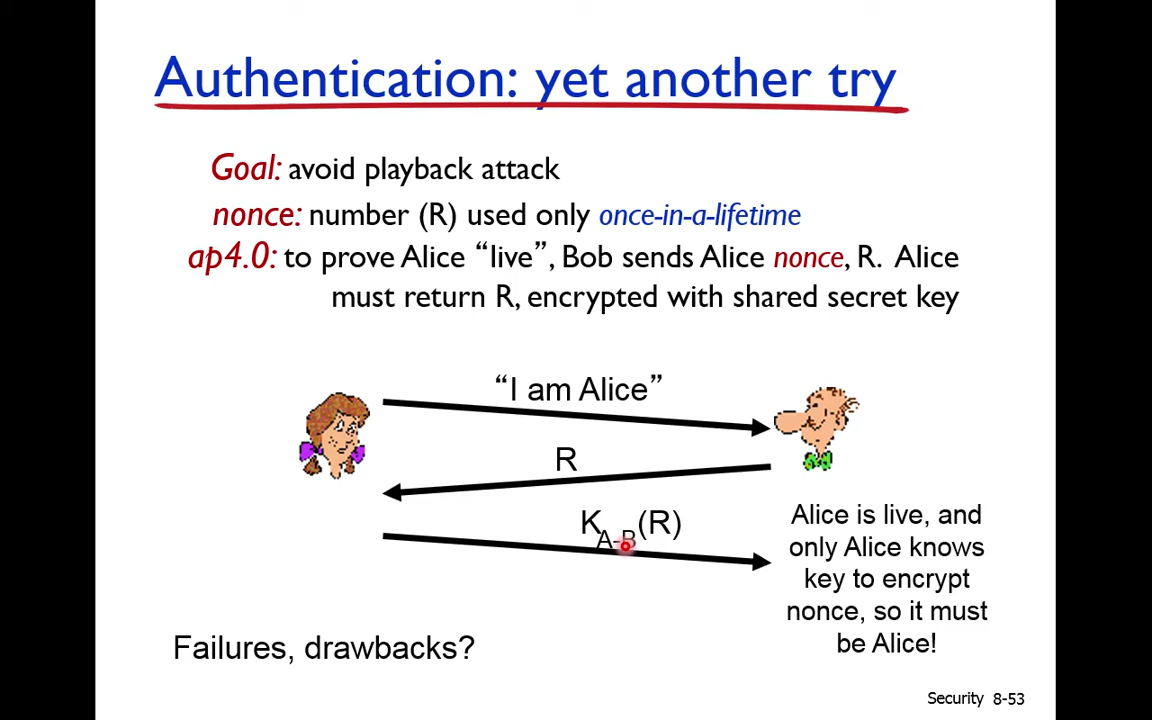 Authentication: yet another try
Goal: avoid playback attack
nonce: number (R) used only once-in-a-lifetime
ap4.0: to prove Alice “live”, Bob sends Alice nonce, R. Alice
must return R, encrypted with shared secret key
“I am Alice”
R
K A-B (R)
Alice is live, and
only Alice knows
key to encrypt
nonce, so it must
be Alice!
Failures, drawbacks?
Security 8-53